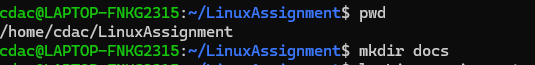 cdac@LAPTOP-FNKG2315:~/LinuxAssignment$ pwd
/home/cdac/LinuxAssignment
cdac@LAPTOP-FNKG2315:~/LinuxAssignment$ mkdir docs